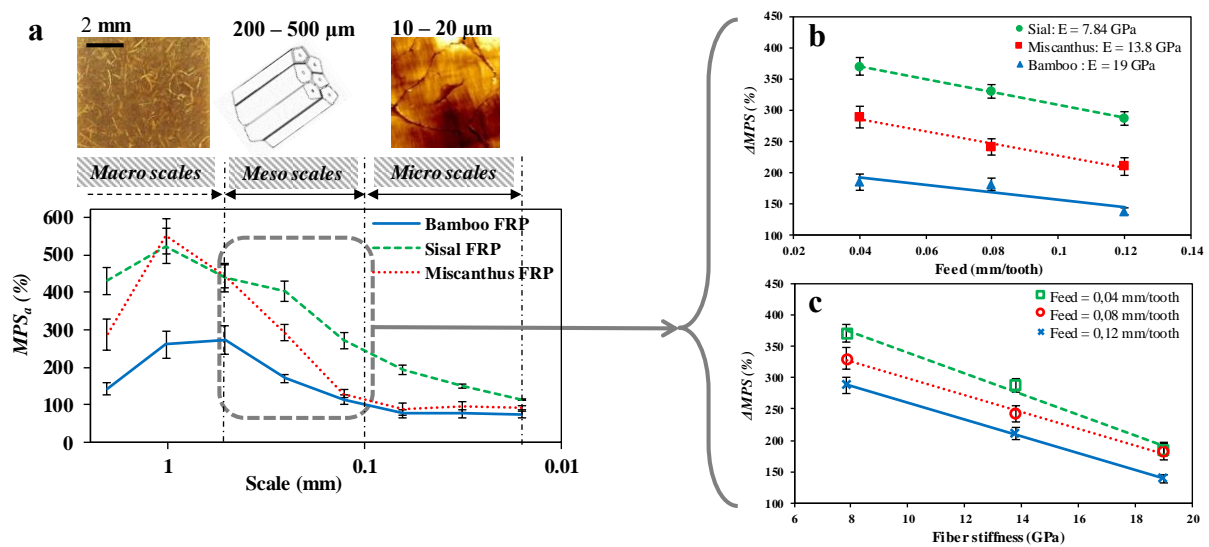 a
2 mm
200 – 500 µm
10 – 20 µm
Macro scales
Meso scales
Micro scales
600
500
400
300
200
100
0
MPSa (%)
Bamboo FRP
Sisal FRP
Miscanthus FRP
1
0.1
0.01
Scale (mm)
b
450
400
350
300
250
200
150
100
ΔMPS (%)
Sial: E = 7.84 GPa
Miscanthus: E = 13.8 GPa
Bamboo : E = 19 GPa
0.02
0.04
0.06
0.08
0.1
0.12
0.14
Feed (mm/tooth)
c
450
400
350
300
250
200
150
100
ΔMPS (%)
Feed = 0,04 mm/tooth
Feed = 0,08 mm/tooth
Feed = 0,12 mm/tooth
6
8
10
12
14
16
18
20
Fiber stiffness (GPa)